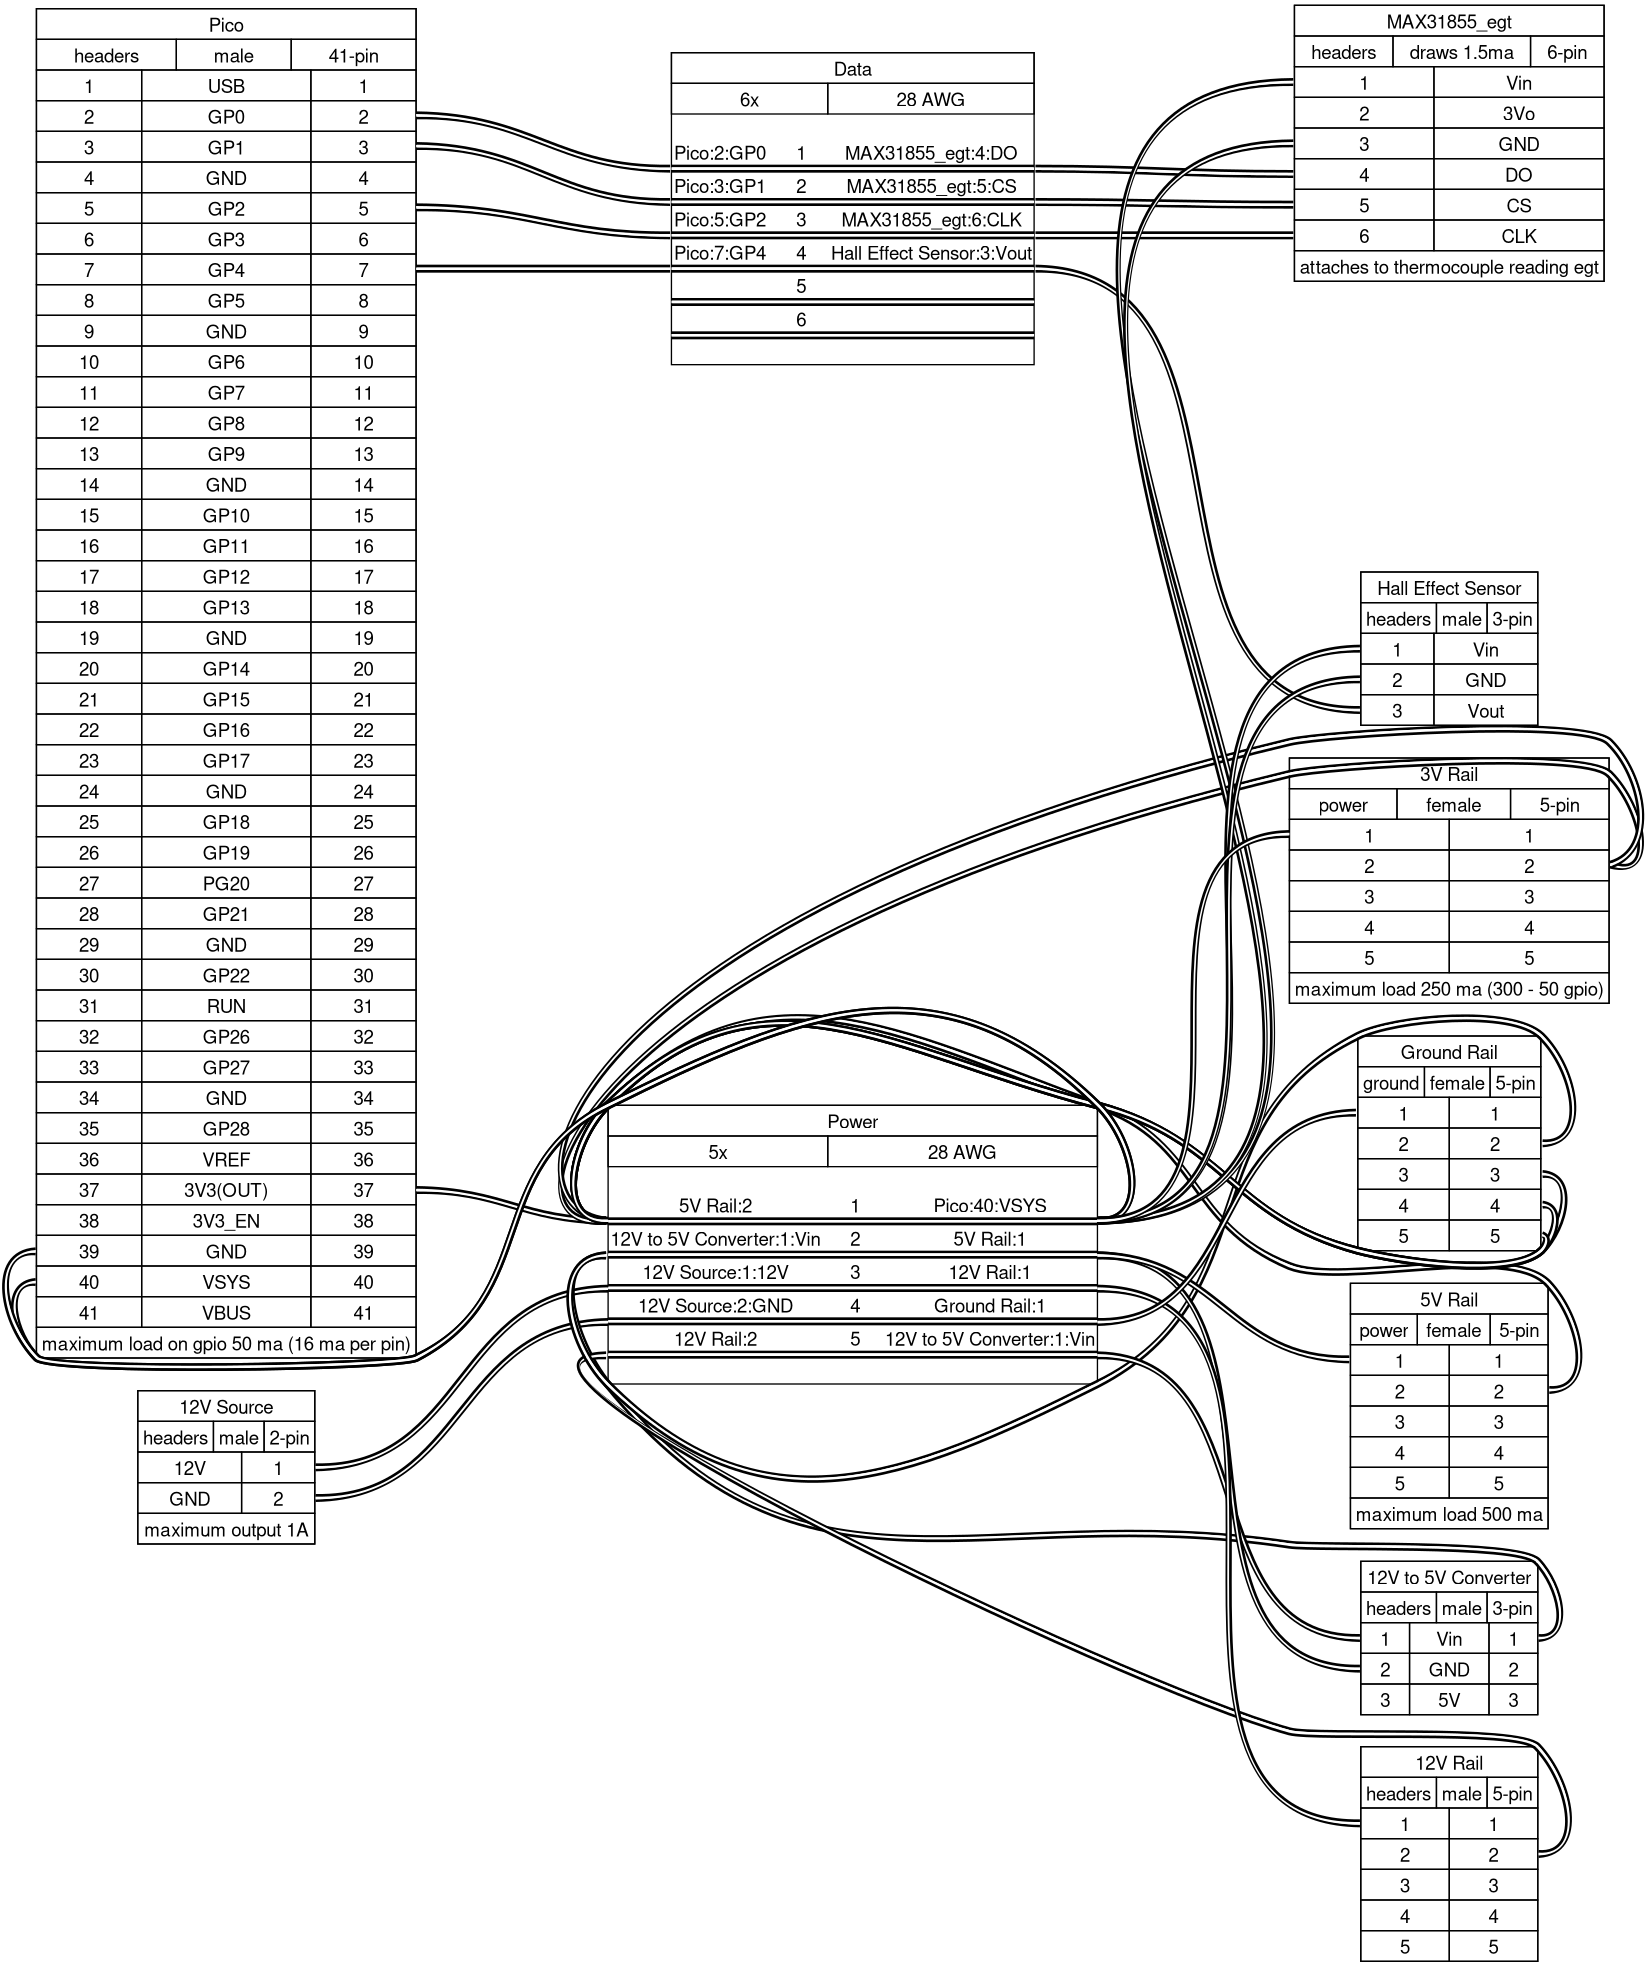 Pico
headers male 41-pin
1 USB 1
2 GP0 2
3 GP1 3
4 GND 4
5 GP2 5
6 GP3 6
7 GP4 7
8 GP5 8
9 GND 9
10 GP6 10
11 GP7 11
12 GP8 12
13 GP9 13
14 GND 14
15 GP10 15
16 GP11 16
17 GP12 17
18 GP13 18
19 GND 19
20 GP14 20
21 GP15 21
22 GP16 22
23 GP17 23
24 GND 24
25 GP18 25
26 GP19 26
27 PG20 27
28 GP21 28
29 GND 29
30 GP22 30
31 RUN 31
32 GP26 32
33 GP27 33
34 GND 34
35 GP28 35
36 VREF 36
37 3V3(OUT) 37
38 3V3_EN 38
39 GND 39
40 VSYS 40
41 VBUS 41
maximum load on gpio 50 ma (16 ma per pin)
12V Source
headers male 2-pin
12V 1
GND 2
maximum output 1A
Data
6x 28 AWG
Pico:2:GP0 1 MAX31855_egt:4:DO
Pico:3:GP1 2 MAX31855_egt:5:CS
Pico:5:GP2 3 MAX31855_egt:6:CLK
Pico:7:GP4 4 Hall Effect Sensor:3:Vout
5
6
Power
5x 28 AWG
5V Rail:2 1 Pico:40:VSYS
12V to 5V Converter:1:Vin 2 5V Rail:1
12V Source:1:12V 3 12V Rail:1
12V Source:2:GND 4 Ground Rail:1
12V Rail:2 5 12V to 5V Converter:1:Vin
MAX31855_egt
headers draws 1.5ma 6-pin
1 Vin
2 3Vo
3 GND
4 DO
5 CS
6 CLK
attaches to thermocouple reading egt
Hall Effect Sensor
headers male 3-pin
1 Vin
2 GND
3 Vout
3V Rail
power female 5-pin
1 1
2 2
3 3
4 4
5 5
maximum load 250 ma (300 - 50 gpio)
Ground Rail
ground female 5-pin
1 1
2 2
3 3
4 4
5 5
5V Rail
power female 5-pin
1 1
2 2
3 3
4 4
5 5
maximum load 500 ma
12V to 5V Converter
headers male 3-pin
1 Vin 1
2 GND 2
3 5V 3
12V Rail
headers male 5-pin
1 1
2 2
3 3
4 4
5 5